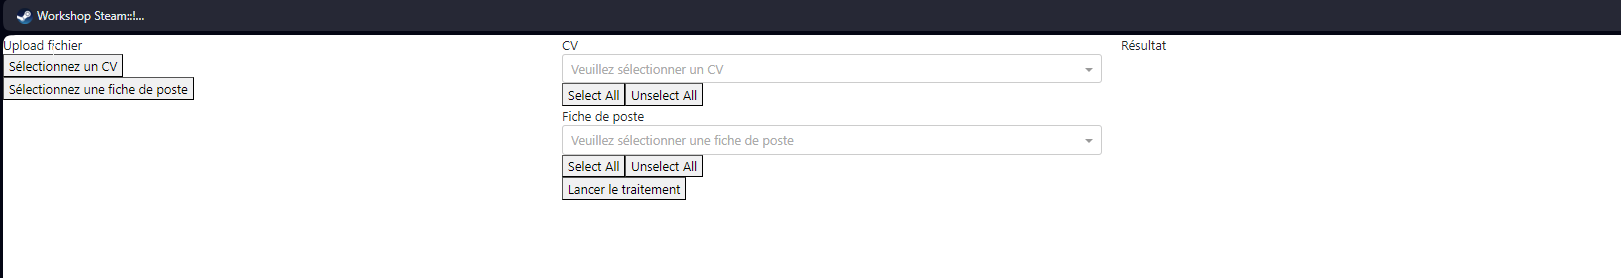 Workshop Steam::!...
Upload fichier
Sélectionnez un CV
Sélectionnez une fiche de poste
CV
Veuillez sélectionner un CV
Select All Unselect All
Fiche de poste
Veuillez sélectionner une fiche de poste
Select All Unselect All
Lancer le traitement
Résultat